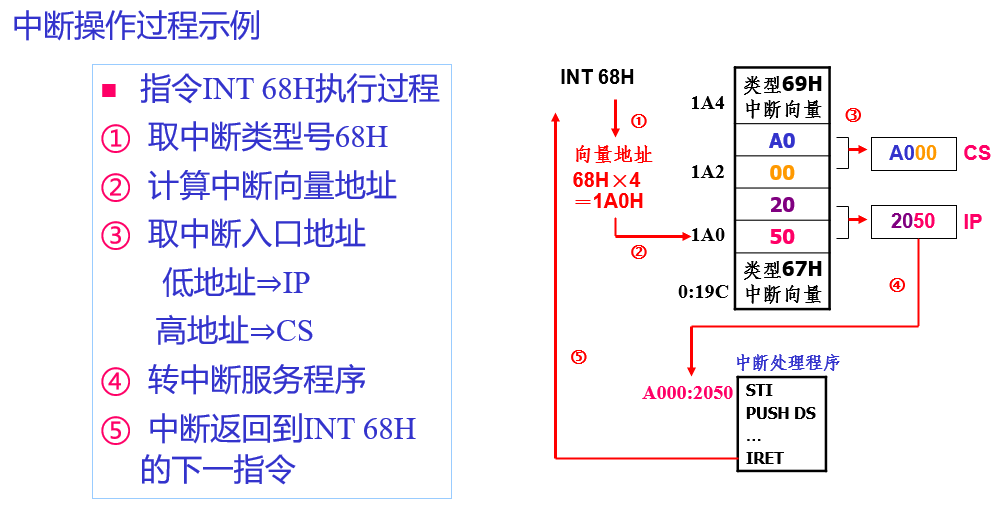 中断操作过程示例
■ 指令INT 68H执行过程
① 取中断类型号68H
② 计算中断向量地址
③ 取中断入口地址
低地址⇒IP
高地址⇒CS
④ 转中断服务程序
⑤ 中断返回到INT 68H
的下一指令
INT 68H
①
向量地址
68H×4
＝1A0H
②
1A4
1A2
1A0
0:19C
类型69H
中断向量
A0
00
20
50
类型67H
中断向量
③
A000 CS
2050 IP
④
⑤
中断处理程序
A000:2050
STI
PUSH DS
...
IRET